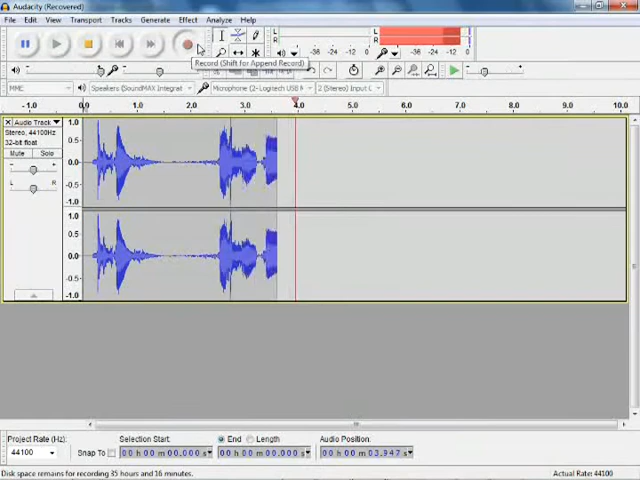 Audacity (Recovered)
File Edit View Transport Tracks Generate Effect Analyze Help
L
R
-36 -24 -12 0
L
R
-36 -24 -12 0
Record (Shift for Append Record)
MME
Speakers (SoundMAX Integrat
Microphone (2- Logitech USB M
2 (Stereo) Input C
-1.0 0.0 1.0 2.0 3.0 4.0 5.0 6.0 7.0 8.0 9.0 10.0
Audio Track
Stereo, 44100Hz
32-bit float
Mute Solo
- +
L R
1.0
0.5
0.0
-0.5
-1.0
1.0
0.5
0.0
-0.5
-1.0
Project Rate (Hz):
44100
Snap To
Selection Start:
00 h 00 m 00.000 s
End
Length
00 h 00 m 00.000 s
Audio Position:
00 h 00 m 03.947 s
Disk space remains for recording 35 hours and 16 minutes.
Actual Rate: 44100